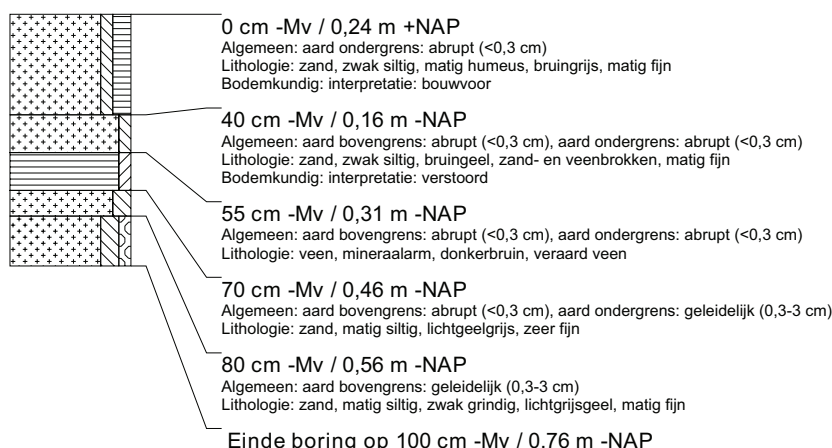 0 cm -Mv / 0,24 m +NAP
Algemeen: aard ondergrens: abrupt (<0,3 cm)
Lithologie: zand, zwak siltig, matig humeus, bruingrijs, matig fijn
Bodemkundig: interpretatie: bouwvoor
40 cm -Mv / 0,16 m -NAP
Algemeen: aard bovengrens: abrupt (<0,3 cm), aard ondergrens: abrupt (<0,3 cm)
Lithologie: zand, zwak siltig, bruingeel, zand- en veenbrokken, matig fijn
Bodemkundig: interpretatie: verstoord
55 cm -Mv / 0,31 m -NAP
Algemeen: aard bovengrens: abrupt (<0,3 cm), aard ondergrens: abrupt (<0,3 cm)
Lithologie: veen, mineraalarm, donkerbruin, veraard veen
70 cm -Mv / 0,46 m -NAP
Algemeen: aard bovengrens: abrupt (<0,3 cm), aard ondergrens: geleidelijk (0,3-3 cm)
Lithologie: zand, matig siltig, lichtgeelgrijs, zeer fijn
80 cm -Mv / 0,56 m -NAP
Algemeen: aard bovengrens: geleidelijk (0,3-3 cm)
Lithologie: zand, matig siltig, zwak grindig, lichtgrijsgeel, matig fijn
Einde boring op 100 cm -Mv / 0,76 m -NAP